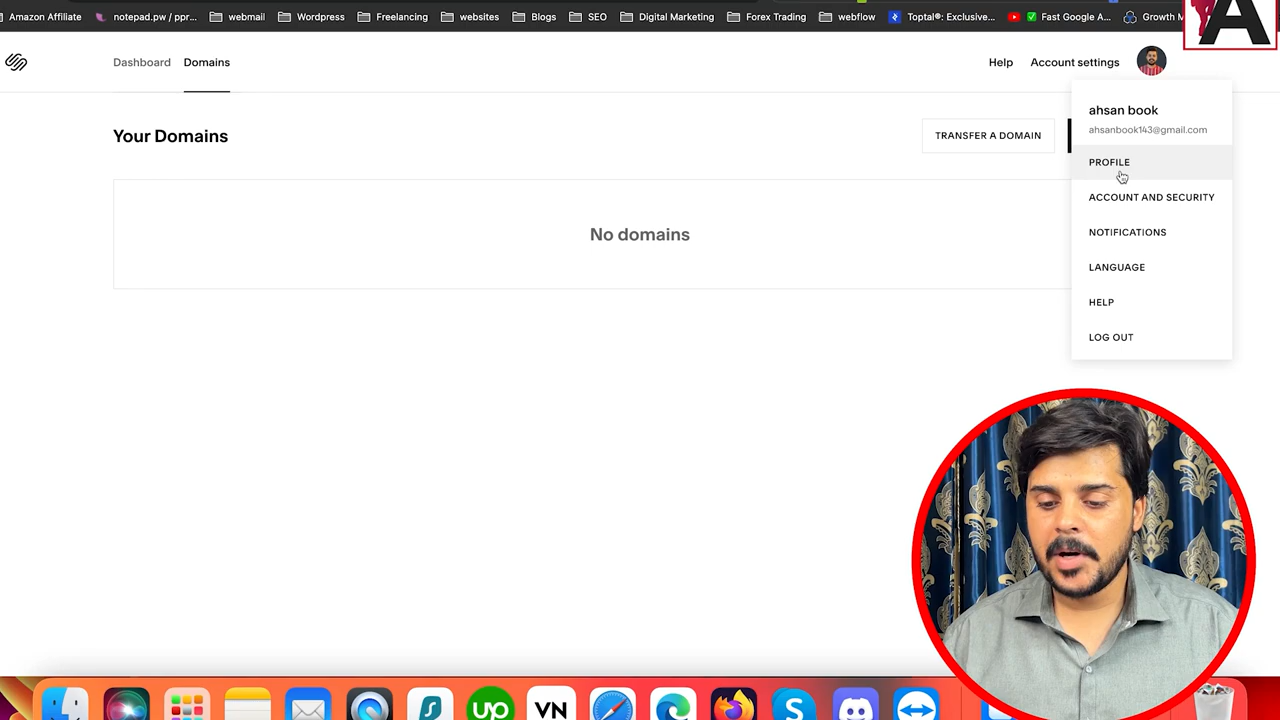 Amazon Affiliate
notepad.pw / ppr...
webmail
Wordpress
Freelancing
websites
Blogs
SEO
Digital Marketing
Forex Trading
webflow
Toptal®: Exclusive...
Fast Google A...
Growth M
Dashboard
Domains
Help
Account settings
ahsan book
ahsanbook143@gmail.com
Your Domains
TRANSFER A DOMAIN
PROFILE
ACCOUNT AND SECURITY
No domains
NOTIFICATIONS
LANGUAGE
HELP
LOG OUT
up
VN